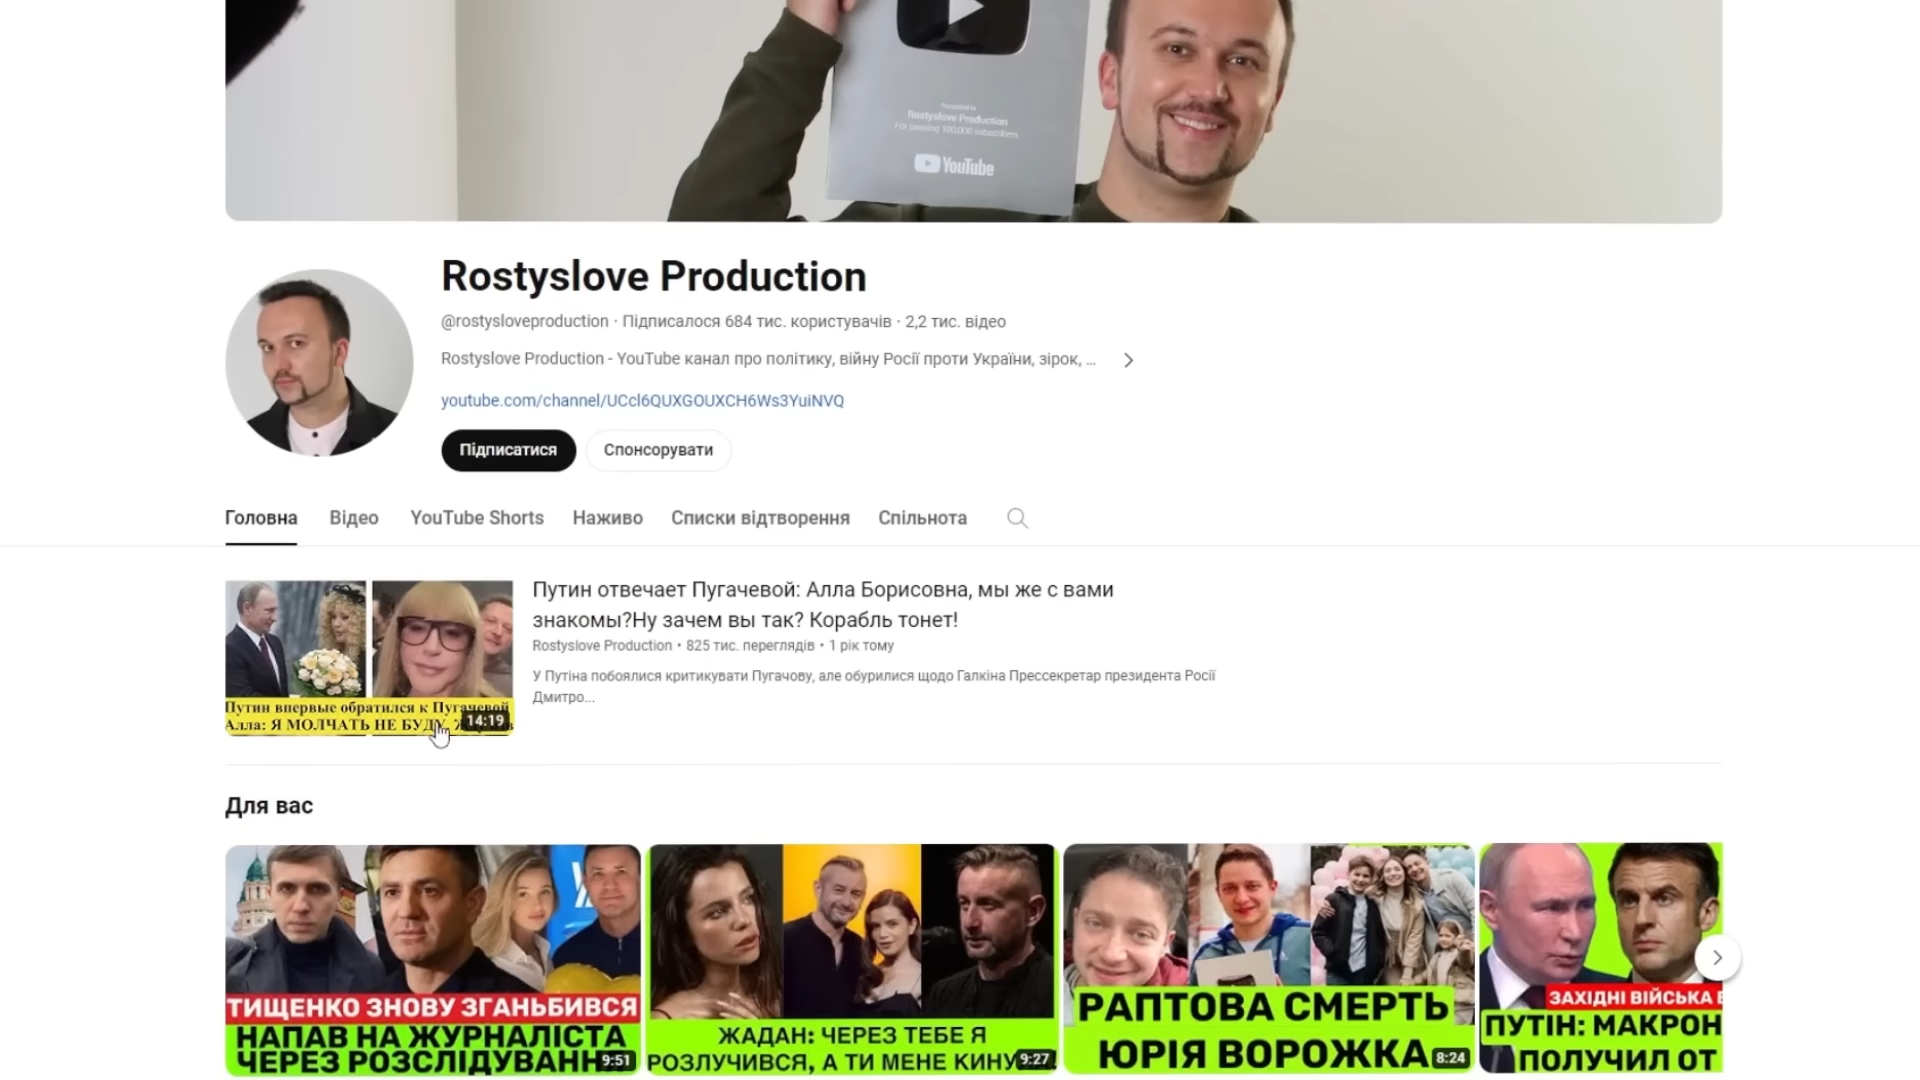 Presented to
Rostyslove Production
For passing 100,000 subscribers
YouTube
Rostyslove Production
@rostysloveproduction · Підписалося 684 тис. користувачів · 2,2 тис. відео
Rostyslove Production - YouTube канал про політику, війну Росії проти України, зірок, ...
youtube.com/channel/UCcl6QUXGOUXCH6Ws3YuiNVQ
Підписатися
Спонсорувати
Головна
Відео
YouTube Shorts
Наживо
Списки відтворення
Спільнота
Путин впервые обратился к Пугачевой
Алла: Я МОЛЧАТЬ НЕ БУДУ,
14:19
Путин отвечает Пугачевой: Алла Борисовна, мы же с вами
знакомы?Ну зачем вы так? Корабль тонет!
Rostyslove Production • 825 тис. переглядів • 1 рік тому
У Путіна побоялися критикувати Пугачову, але обурилися щодо Галкіна Прессекретар президента Росії
Дмитро...
Для вас
ТИЩЕНКО ЗНОВУ ЗГАНЬБИВСЯ
НАПАВ НА ЖУРНАЛІСТА
ЧЕРЕЗ РОЗСЛІДУВАНН
9:51
ЖАДАН: ЧЕРЕЗ ТЕБЕ Я
РОЗЛУЧИВСЯ, А ТИ МЕНЕ КИНУ
9:27
РАПТОВА СМЕРТЬ
ЮРІЯ ВОРОЖКА
8:24
ЗАХІДНІ ВІЙСЬКА
ПУТІН: МАКРОН
ПОЛУЧИЛ ОТ